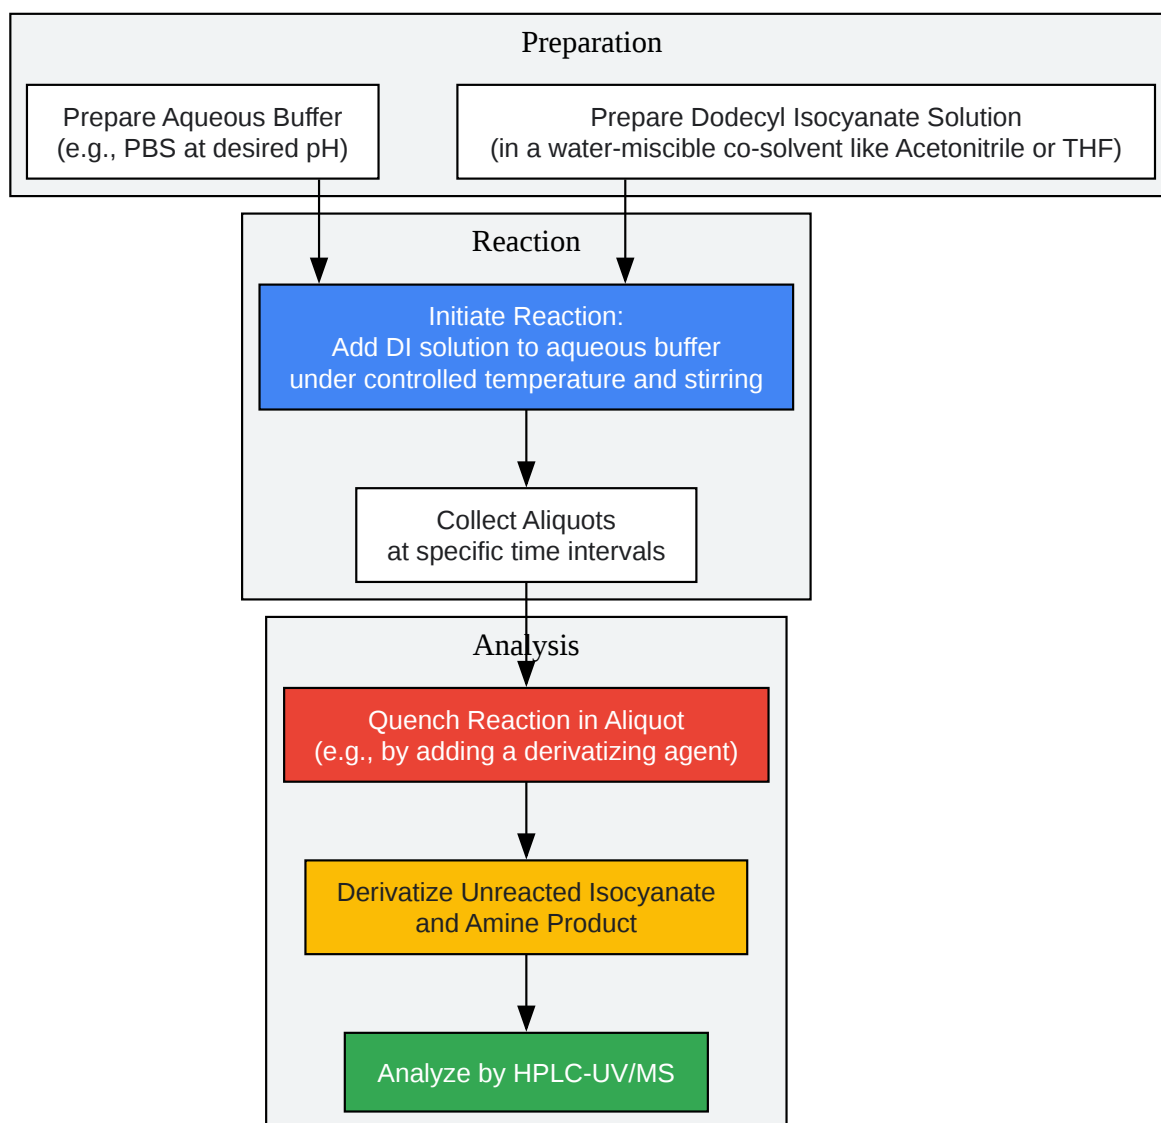 Preparation
Prepare Aqueous Buffer
(e.g., PBS at desired pH)
Prepare Dodecyl Isocyanate Solution
(in a water-miscible co-solvent like Acetonitrile or THF)
Reaction
Initiate Reaction:
Add DI solution to aqueous buffer
under controlled temperature and stirring
Collect Aliquots
at specific time intervals
Analysis
Quench Reaction in Aliquot
(e.g., by adding a derivatizing agent)
Derivatize Unreacted Isocyanate
and Amine Product
Analyze by HPLC-UV/MS